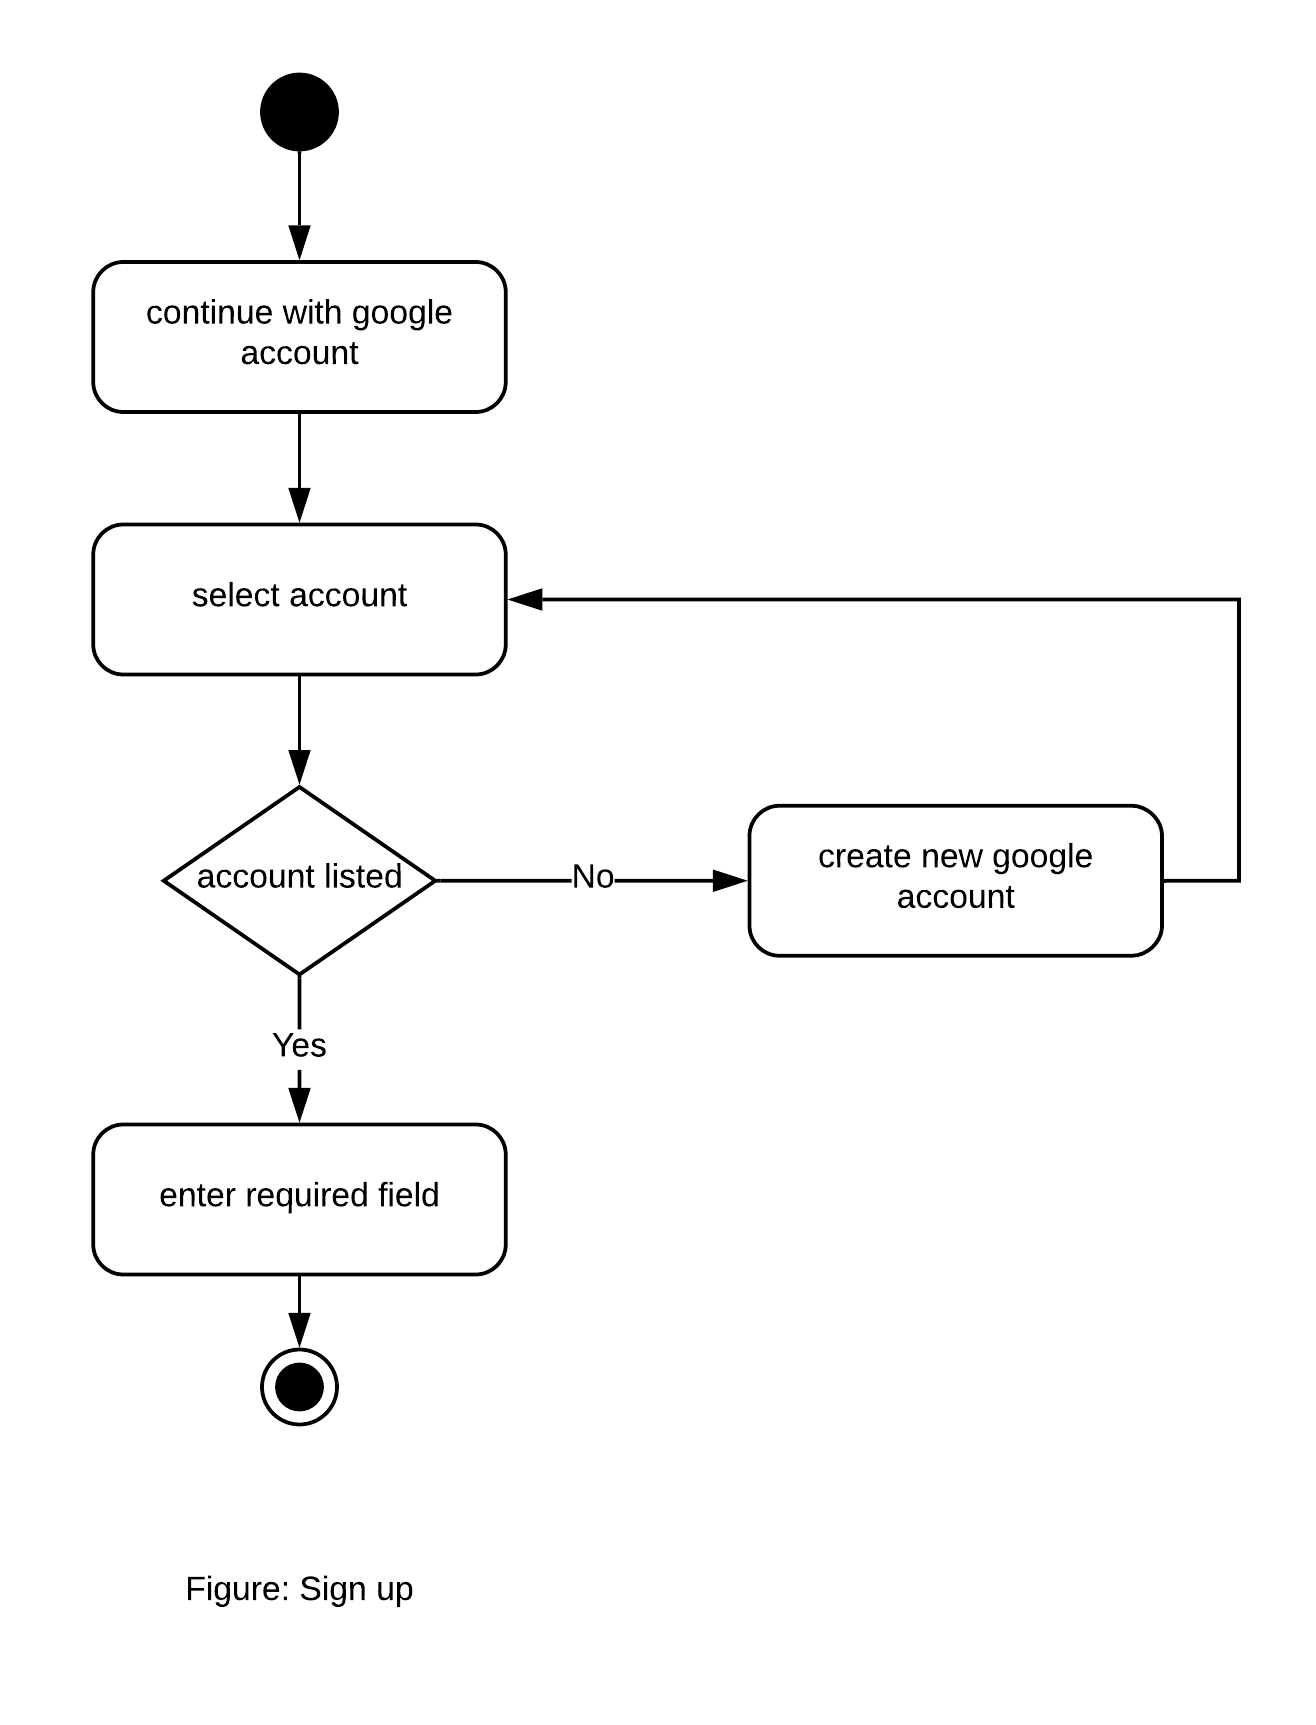 continue with google
account
select account
account listed
No
create new google
account
Yes
enter required field
Figure: Sign up